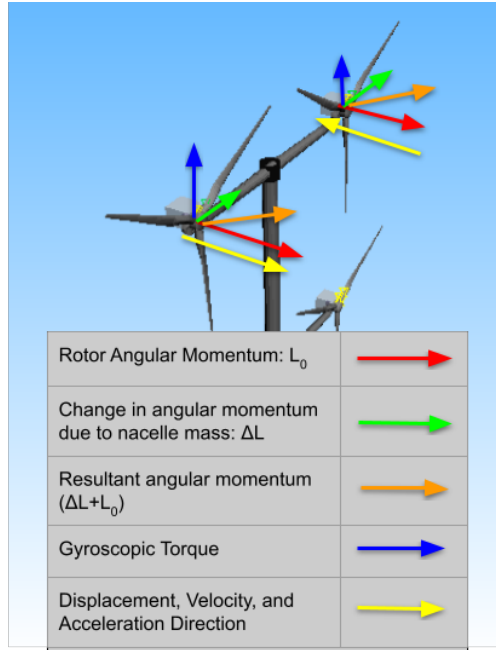 Rotor Angular Momentum: L₀
Change in angular momentum
due to nacelle mass: ΔL
Resultant angular momentum
(ΔL+L₀)
Gyroscopic Torque
Displacement, Velocity, and
Acceleration Direction